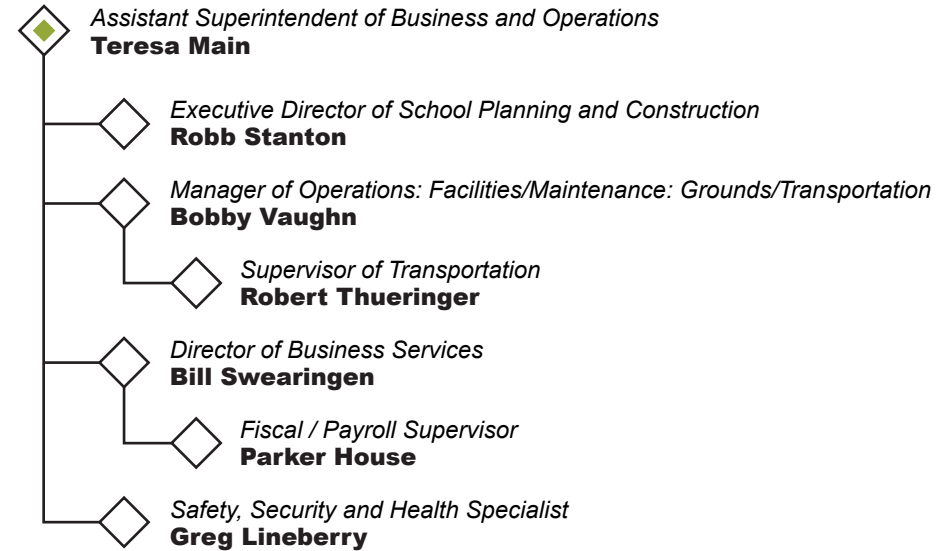 Assistant Superintendent of Business and Operations
Teresa Main
Executive Director of School Planning and Construction
Robb Stanton
Manager of Operations: Facilities/Maintenance: Grounds/Transportation
Bobby Vaughn
Supervisor of Transportation
Robert Thueringer
Director of Business Services
Bill Swearingen
Fiscal / Payroll Supervisor
Parker House
Safety, Security and Health Specialist
Greg Lineberry